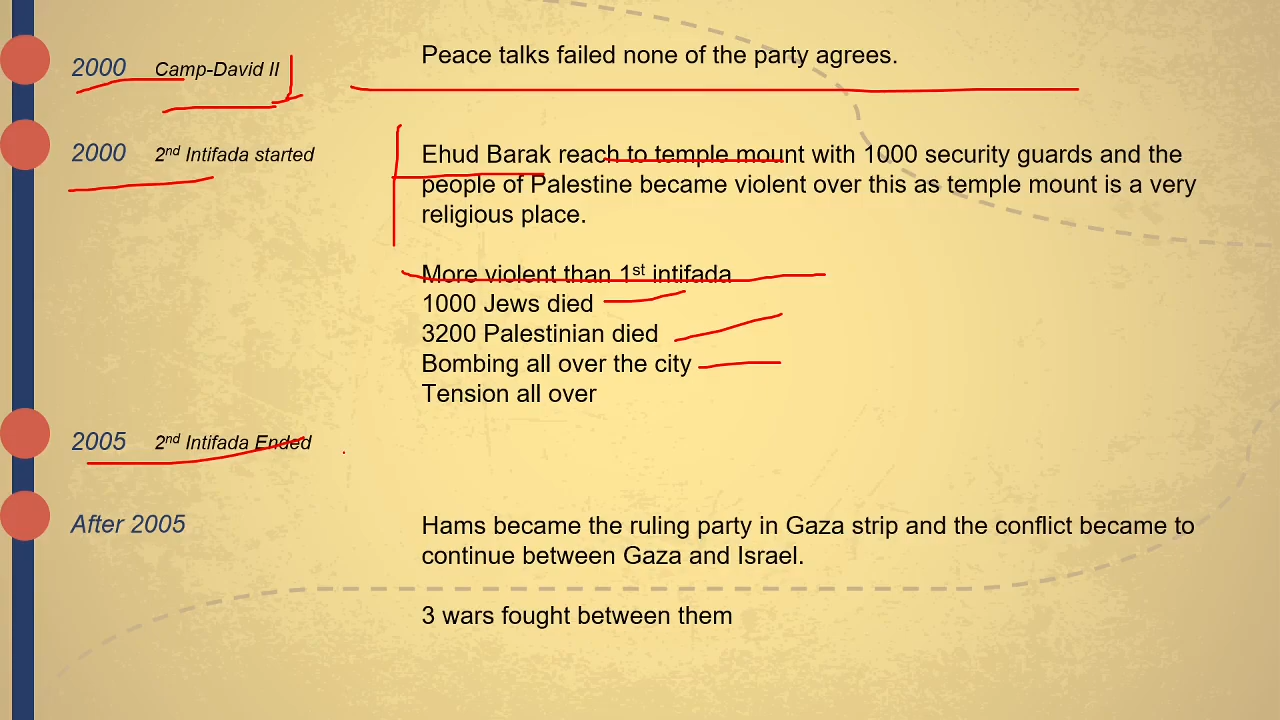 2000 Camp-David II
Peace talks failed none of the party agrees.
2000 2nd Intifada started
Ehud Barak reach to temple mount with 1000 security guards and the
people of Palestine became violent over this as temple mount is a very
religious place.
More violent than 1st intifada
1000 Jews died
3200 Palestinian died
Bombing all over the city
Tension all over
2005 2nd Intifada Ended
After 2005
Hams became the ruling party in Gaza strip and the conflict became to
continue between Gaza and Israel.
3 wars fought between them